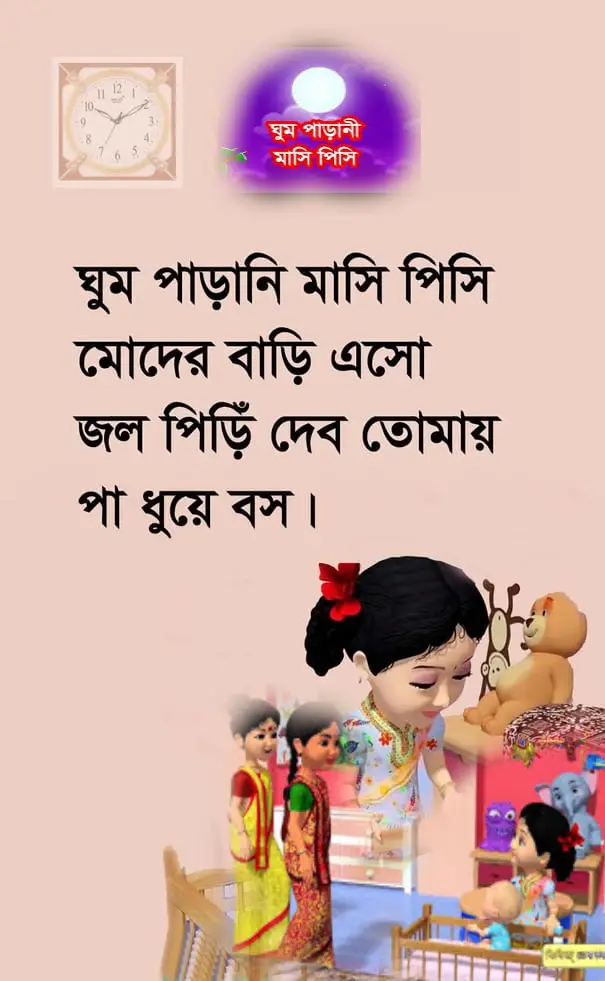 ঘুম পাড়ানী
মাসি পিসি
ঘুম পাড়ানি মাসি পিসি
মোদের বাড়ি এসো
জল পিড়িঁ দেব তোমায়
পা ধুয়ে বস।